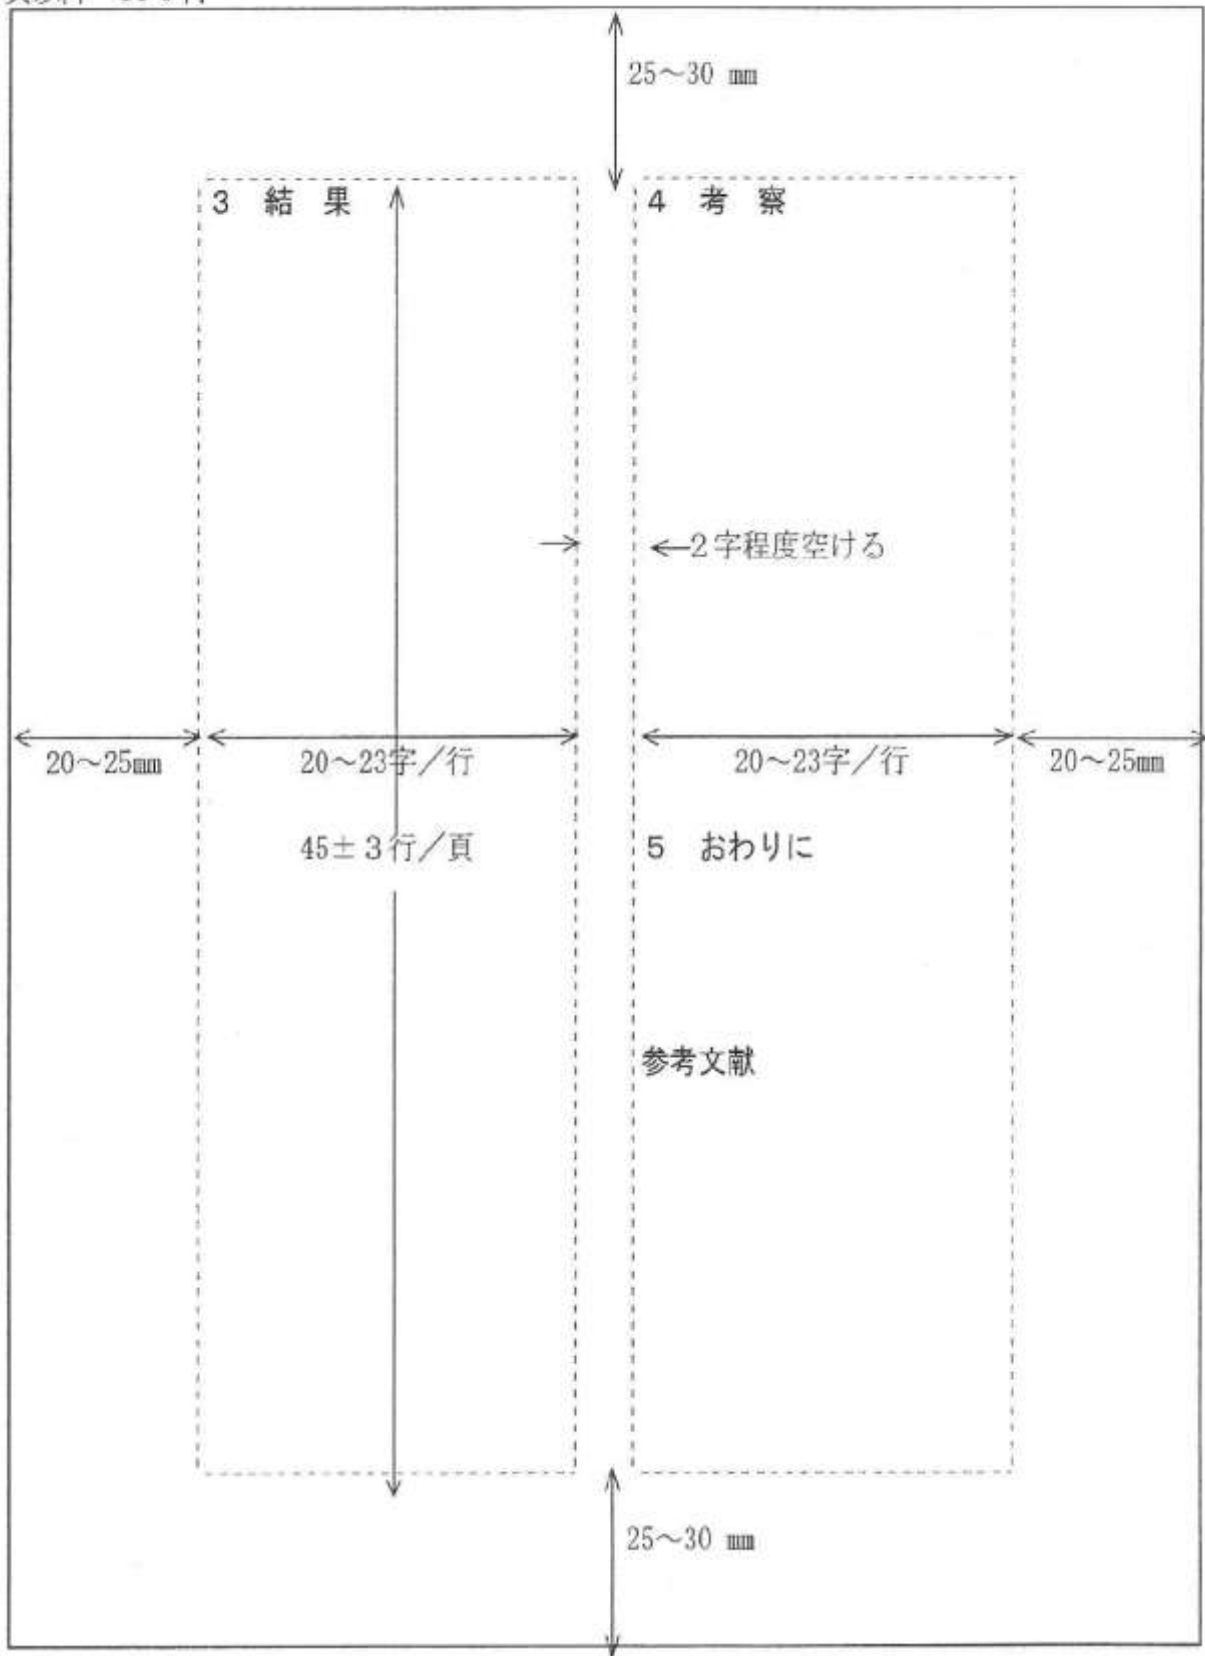 25～30 mm
3 結 果
4 考 察
2字程度空ける
20～25mm
20～23字／行
20～23字／行
20～25mm
45±3行／頁
5 おわりに
参考文献
25～30 mm